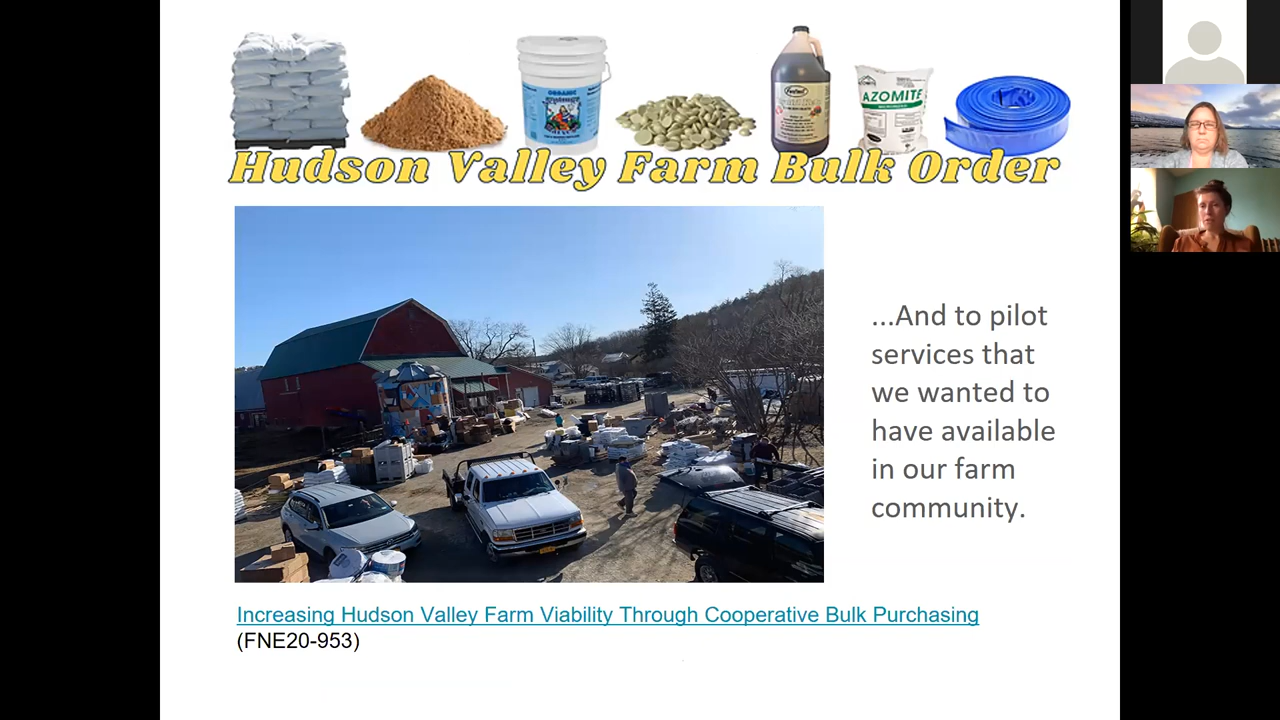 ORGANIC
AZOMITE
Hudson Valley Farm Bulk Order
...And to pilot
services that
we wanted to
have available
in our farm
community.
Increasing Hudson Valley Farm Viability Through Cooperative Bulk Purchasing
(FNE20-953)